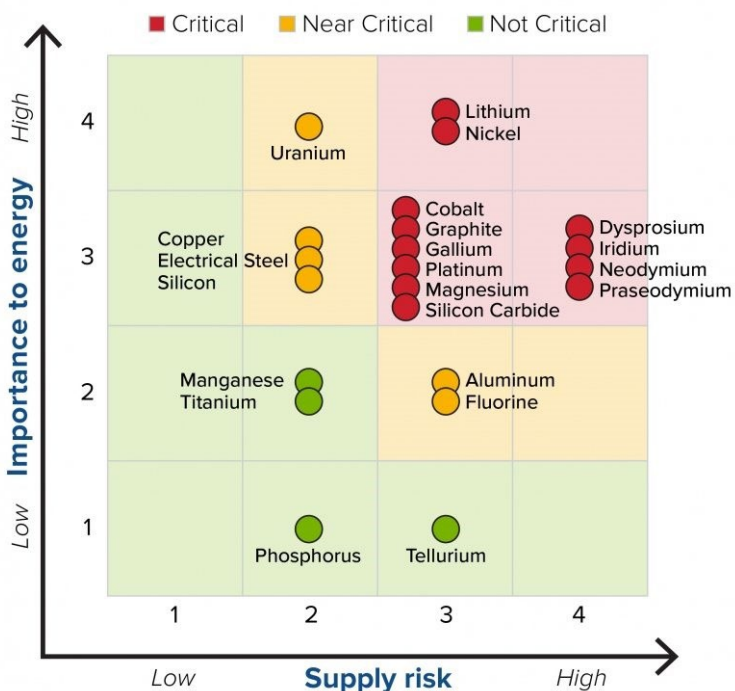 Critical
Near Critical
Not Critical
High
Importance to energy
Low
4
Uranium
Lithium
Nickel
3
Copper
Electrical Steel
Silicon
Cobalt
Graphite
Gallium
Platinum
Magnesium
Silicon Carbide
Dysprosium
Iridium
Neodymium
Praseodymium
2
Manganese
Titanium
Aluminum
Fluorine
1
Phosphorus
Tellurium
1 2 3 4
Low
Supply risk
High